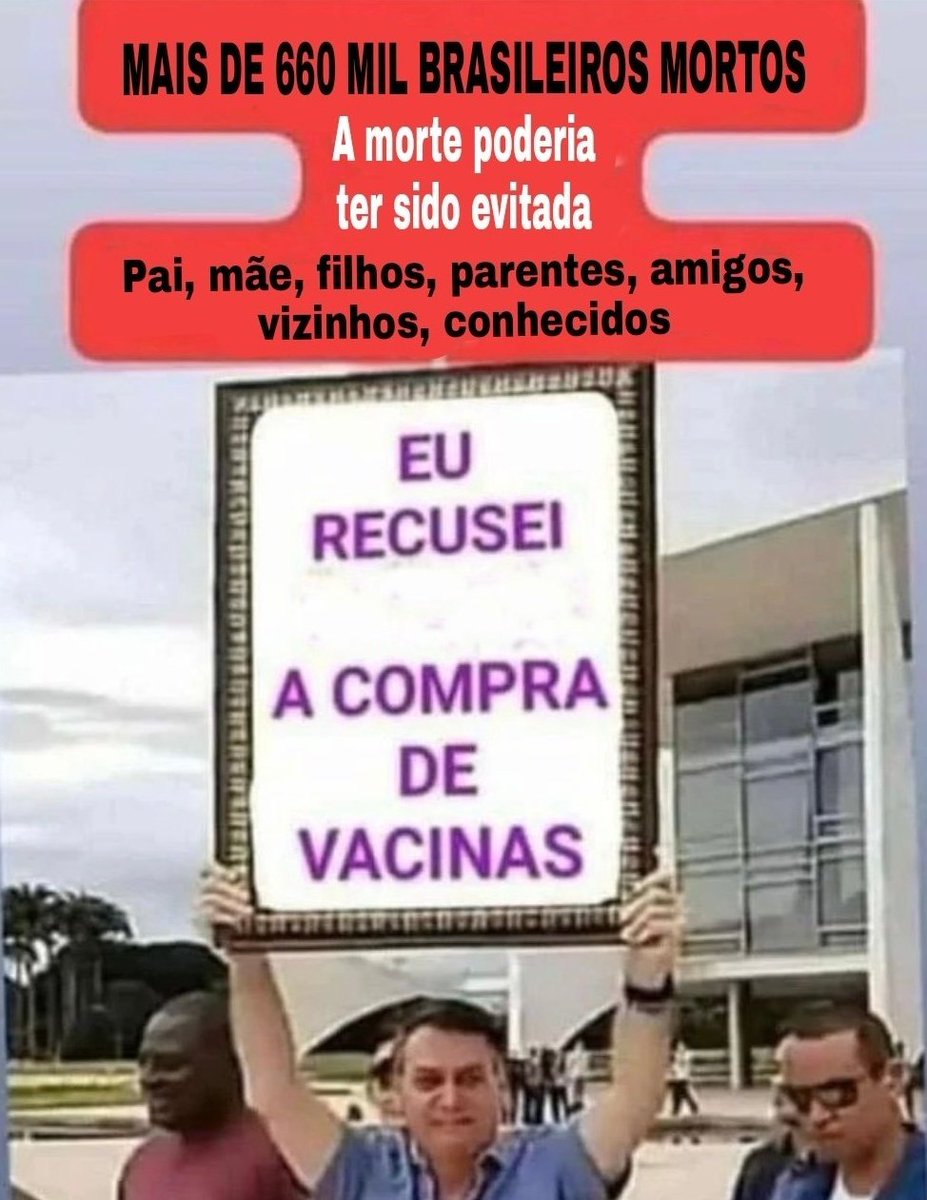 MAIS DE 660 MIL BRASILEIROS MORTOS
A morte poderia
ter sido evitada
Pai, mãe, filhos, parentes, amigos,
vizinhos, conhecidos
EU
RECUSEI
A COMPRA
DE
VACINAS